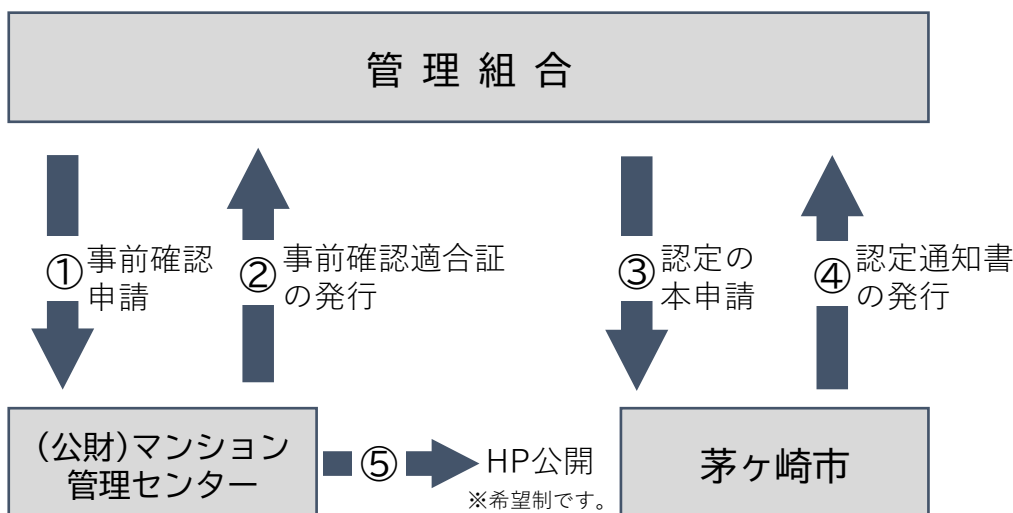 管理組合
①事前確認
申請
②事前確認適合証
の発行
③認定の
本申請
④認定通知書
の発行
(公財)マンション
管理センター
⑤
HP公開
※希望制です。
茅ヶ崎市